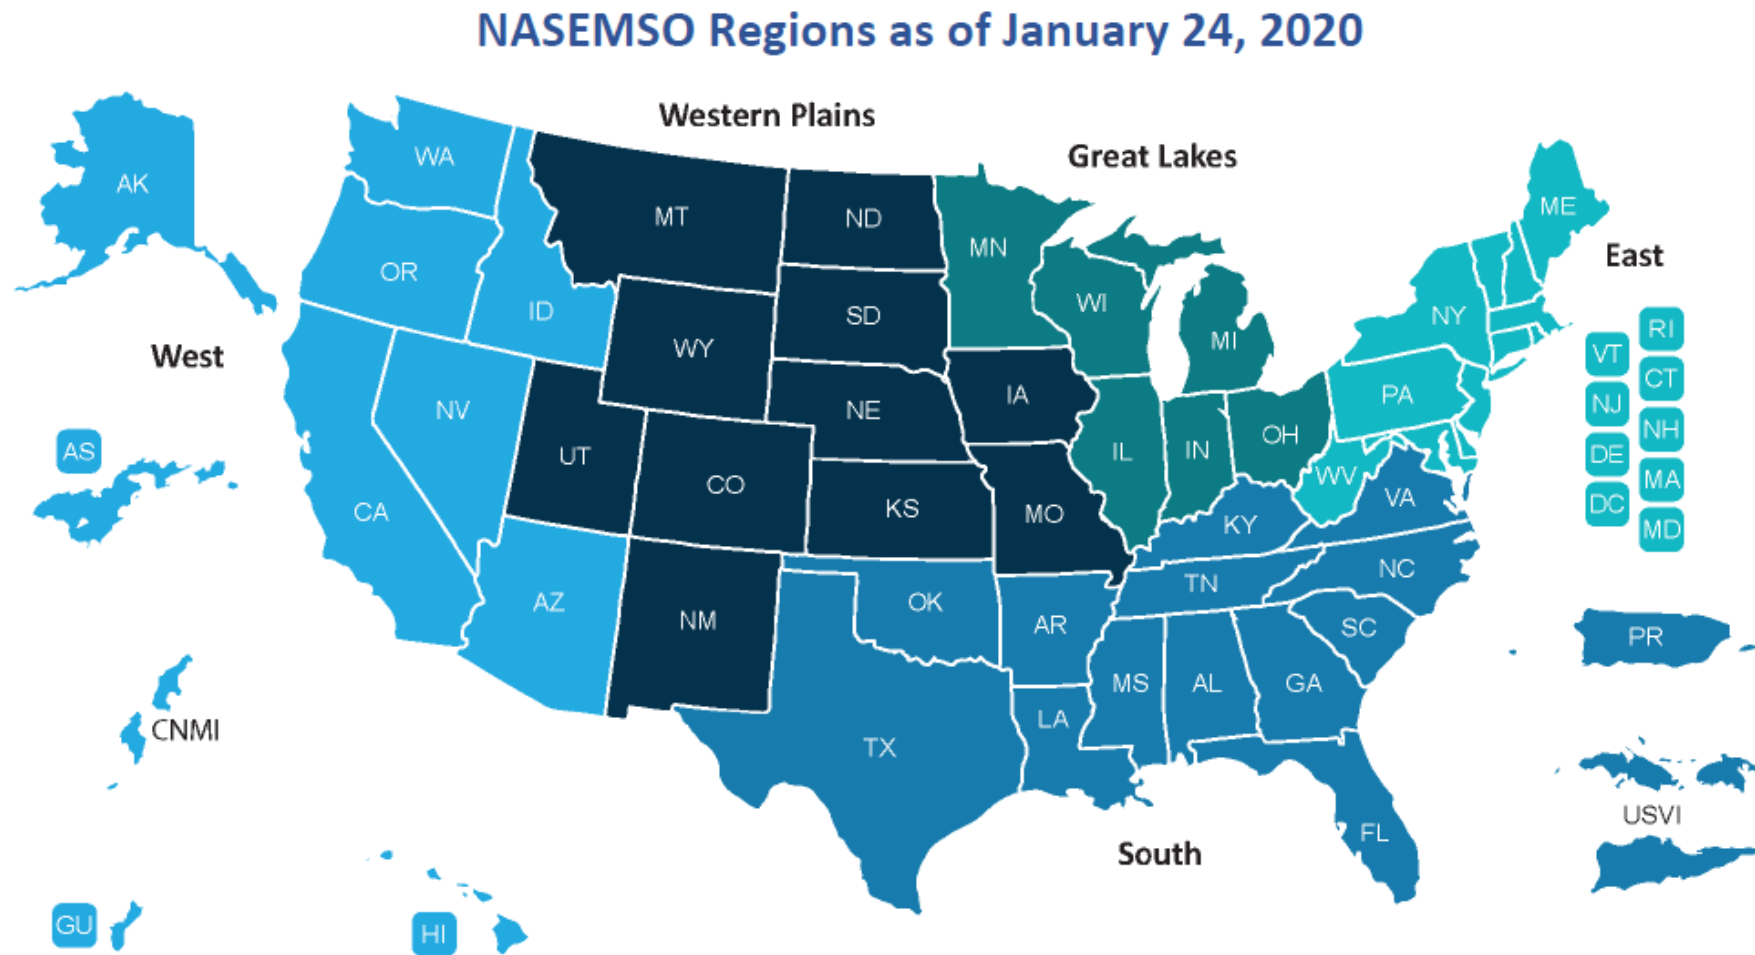 NASEMSO Regions as of January 24, 2020
Western Plains
Great Lakes
AK
WA
MT
ND
MN
ME
OR
ID
SD
WI
MI
NY
East
West
WY
NE
IA
PA
VT
RI
NJ
CT
NV
UT
CO
KS
MO
IL
IN
OH
WV
VA
DE
NH
DC
MA
MD
AS
CA
KY
AZ
NM
OK
AR
TN
NC
SC
PR
TX
LA
MS
AL
GA
CNMI
FL
USVI
South
GU
HI